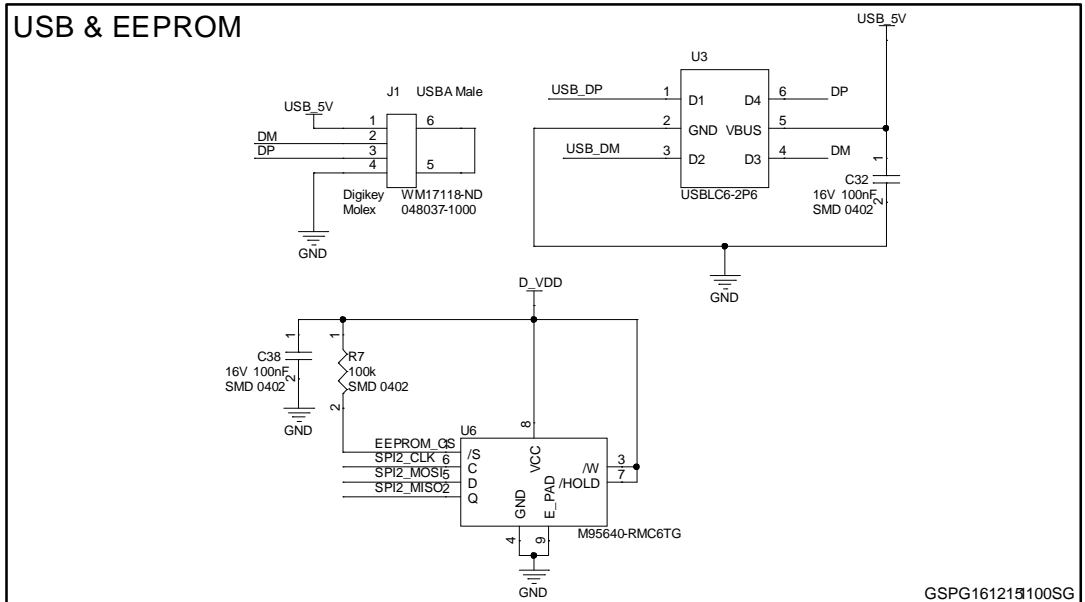 USB & EEPROM
USB_5V
J1 USBA Male
USB_5V
1
DM 2
DP 3
4
6
5
Digikey WM17118-ND
Molex 048037-1000
GND
U3
USB_DP 1 D1 D4 6 DP
2 GND VBUS 5
USB_DM 3 D2 D3 4 DM
USBLC6-2P6
1
C32
16V 100nF
2 SMD 0402
GND
D_VDD
1
C38
16V 100nF
2
SMD 0402
GND
1
R7
100k
SMD 0402
2
U6
8
EEPROM_CS 1 /S
SPI2_CLK 6 C
SPI2_MOSI 5 D
SPI2_MISO 2 Q
VCC
/W 3
/HOLD 7
GND
E_PAD
4 9
M95640-RMC6TG
GND
GSPG1612151100SG